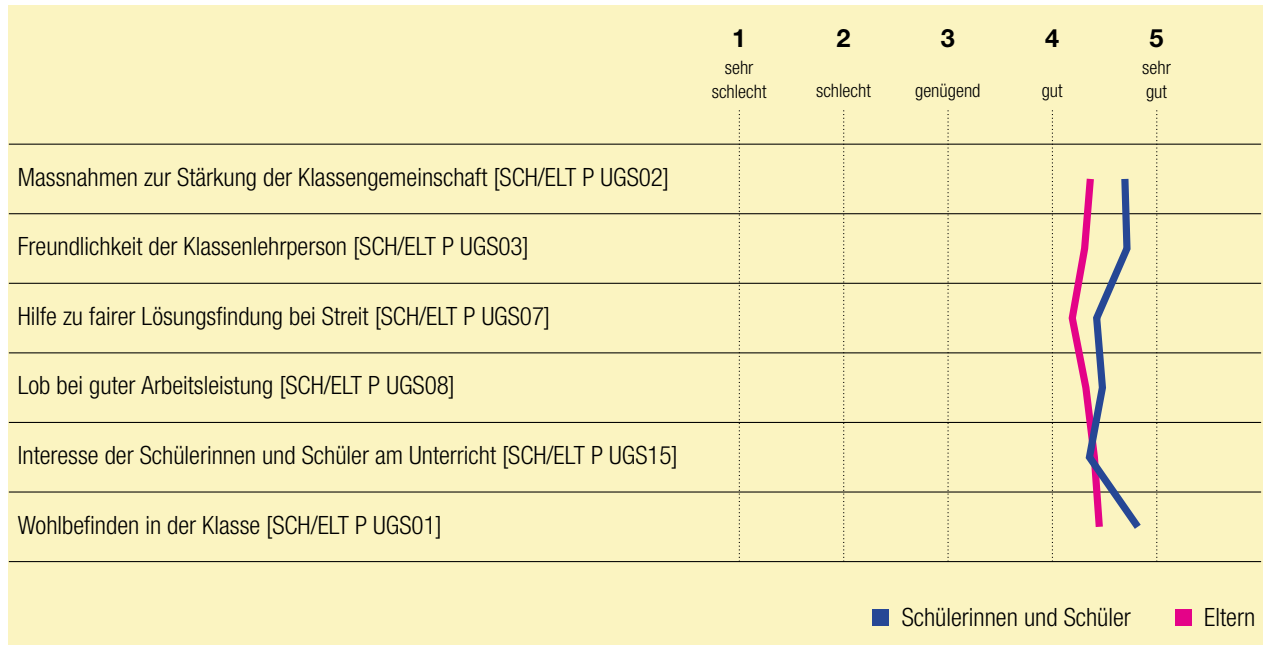 1 2 3 4 5
sehr schlecht schlecht genügend gut sehr gut
Massnahmen zur Stärkung der Klassengemeinschaft [SCH/ELT P UGS02]
Freundlichkeit der Klassenlehrperson [SCH/ELT P UGS03]
Hilfe zu fairer Lösungsfindung bei Streit [SCH/ELT P UGS07]
Lob bei guter Arbeitsleistung [SCH/ELT P UGS08]
Interesse der Schülerinnen und Schüler am Unterricht [SCH/ELT P UGS15]
Wohlbefinden in der Klasse [SCH/ELT P UGS01]
Schülerinnen und Schüler Eltern